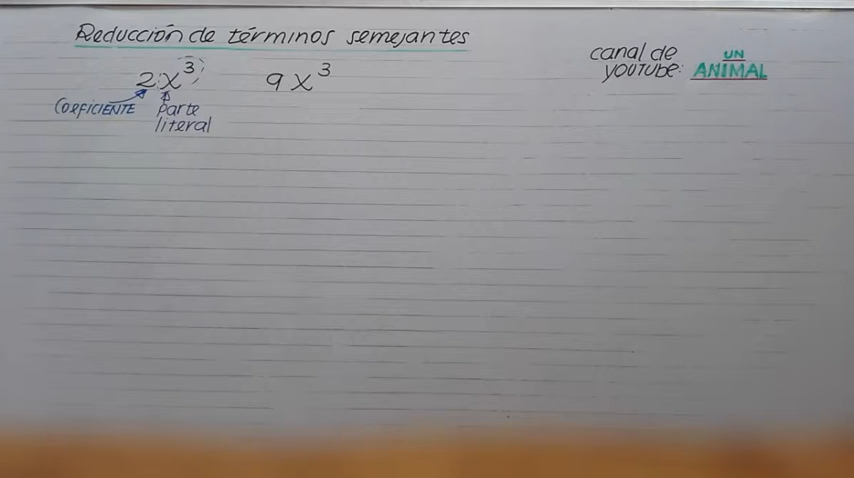 Reducción de términos semejantes
canal de
YOUTUBE: UN
ANIMAL
2x³ 9x³
COEFICIENTE parte
literal